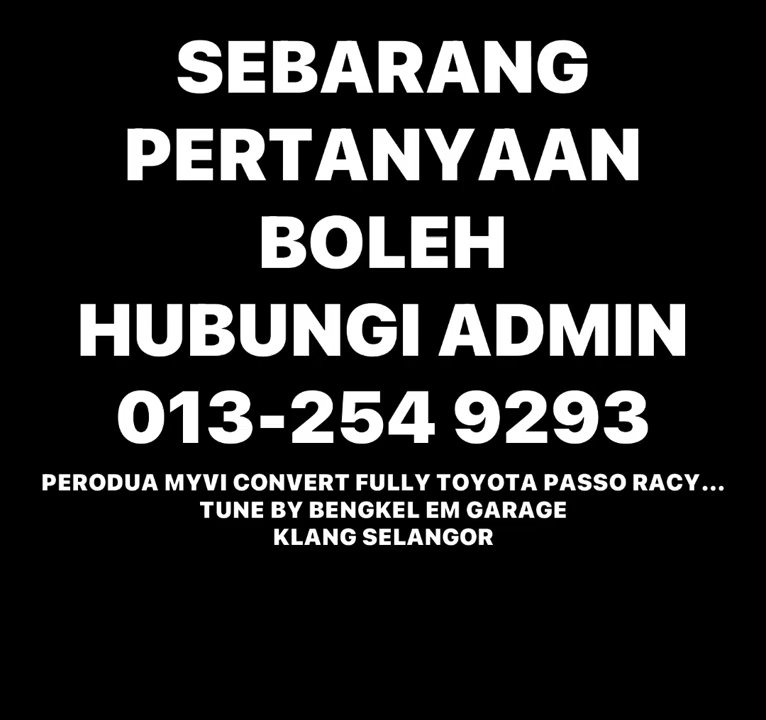 SEBARANG
PERTANYAAN
BOLEH
HUBUNGI ADMIN
013-254 9293
PERODUA MYVI CONVERT FULLY TOYOTA PASSO RACY...
TUNE BY BENGKEL EM GARAGE
KLANG SELANGOR